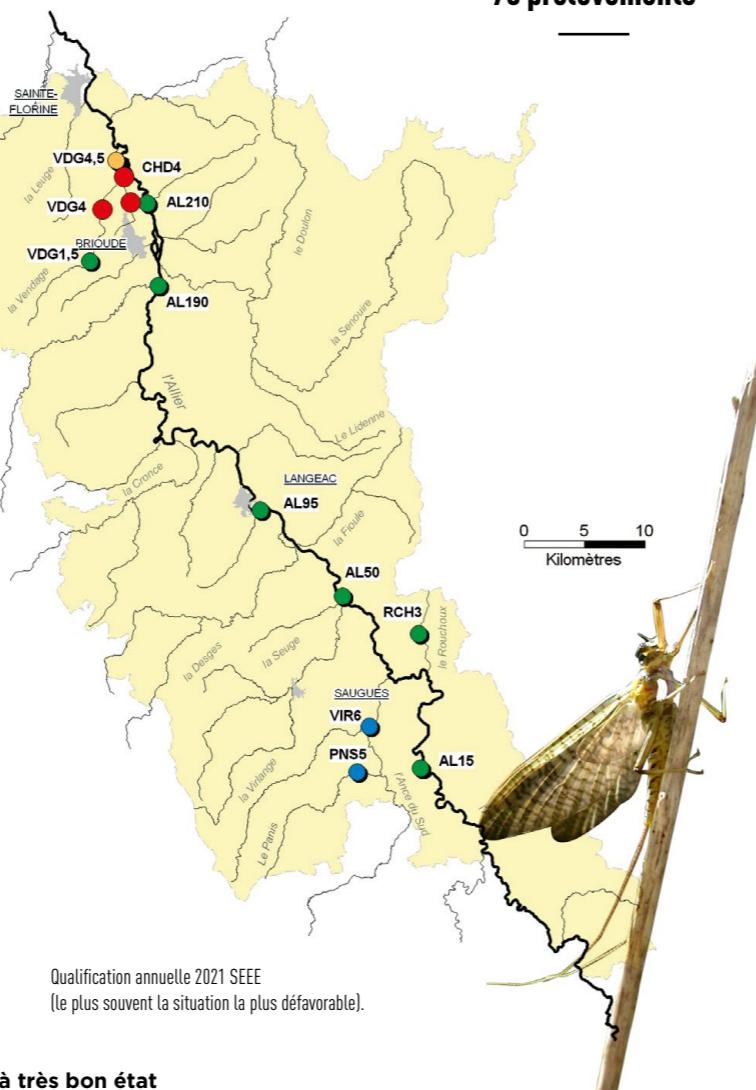 SAINTE-
FLORINE
VDG4,5
CHD4
la Leuge
VDG4
AL210
BRIOUDE
le Doulon
VDG1,5
la Vendage
AL190
la Senouire
l'Allier
Le Lidenne
la Cronce
LANGEAC
AL95
la Fioule
0 5 10
Kilomètres
AL50
RCH3
le Rouchoux
la Desges
la Seuge
SAUGUES
VIR6
PNS5
AL15
la Virlange
l'Ance du Sud
Le Panis
Qualification annuelle 2021 SEEE
(le plus souvent la situation la plus défavorable).
à très bon état